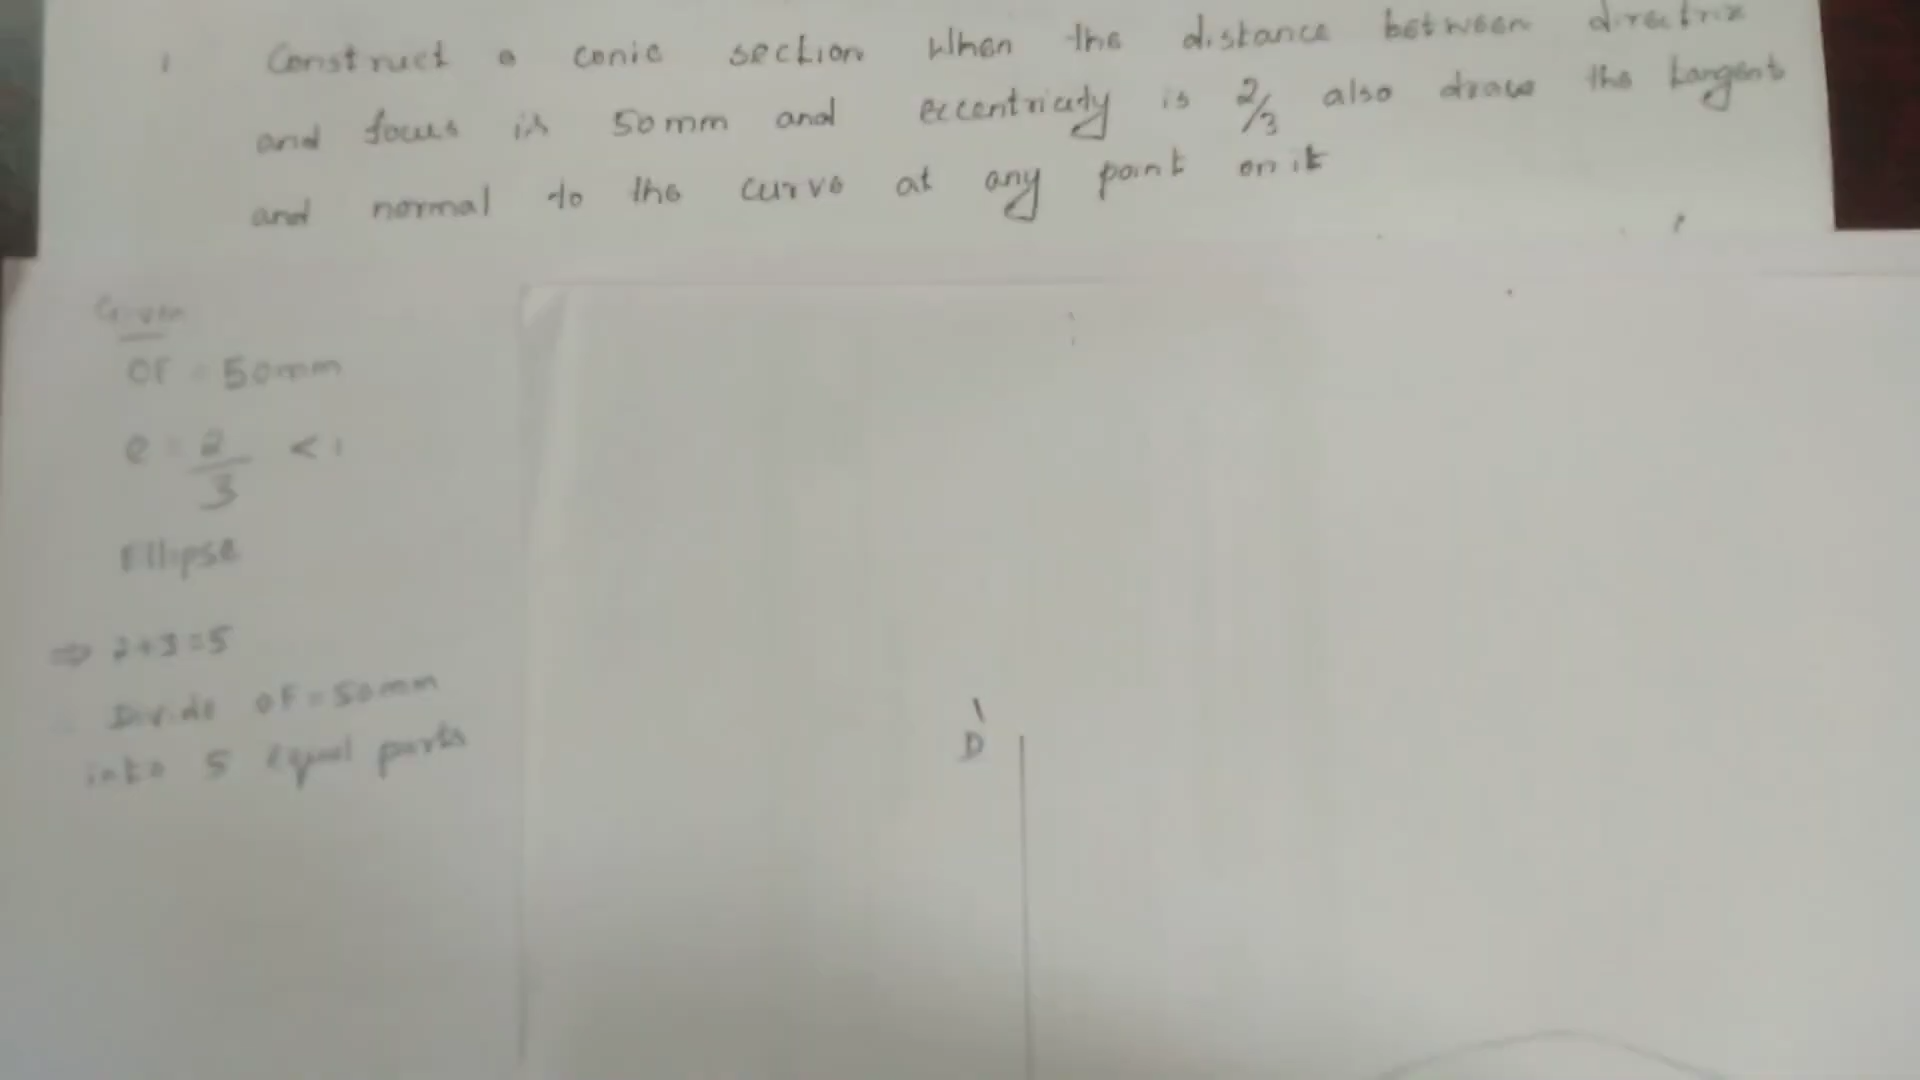 1 Construct a conic section when the distance between directrix
and focus is 50mm and eccentricity is 2/3 also draw the tangent
and normal to the curve at any point on it
Given
OF = 50mm
e = 2/3 < 1
Ellipse
⇒ 2+3=5
Divide OF = 50mm
into 5 equal parts
D